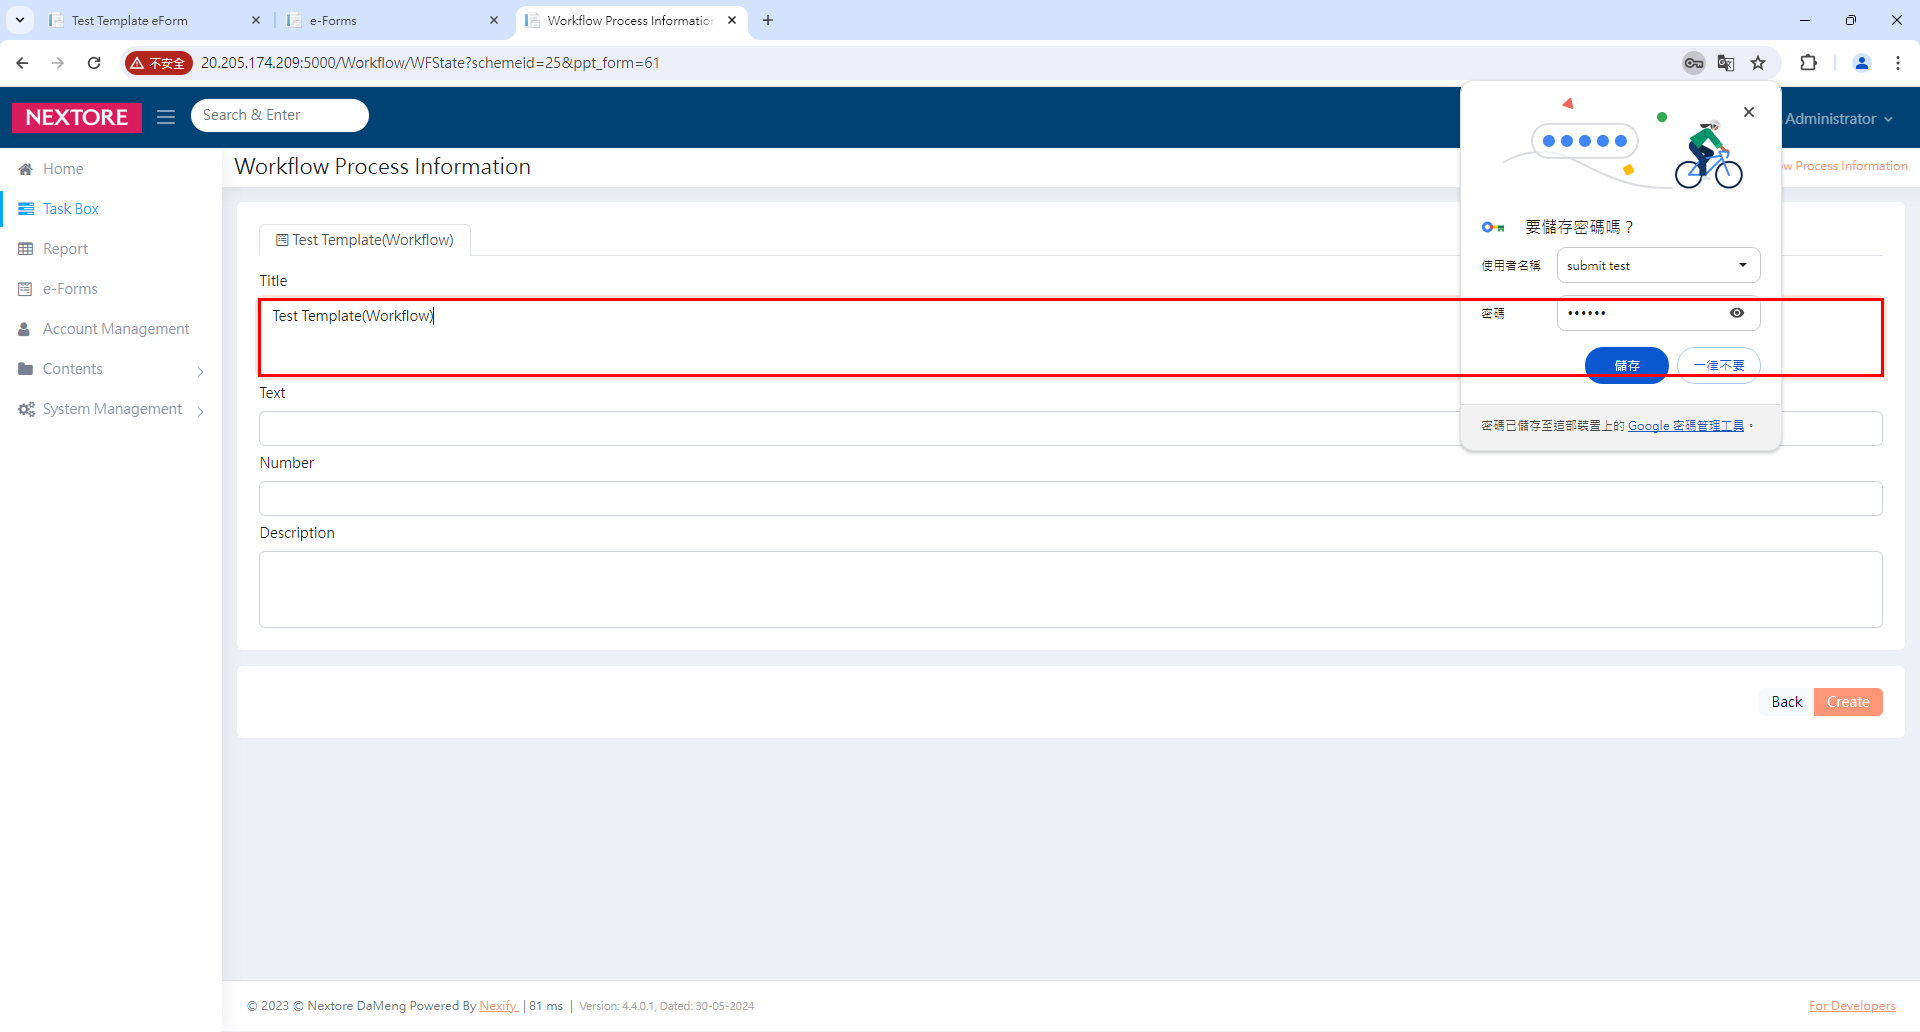 Test Template eForm
e-Forms
Workflow Process Information
不安全
20.205.174.209:5000/Workflow/WFState?schemeid=25&ppt_form=61
NEXTORE
Search & Enter
Administrator
Home
Task Box
Report
e-Forms
Account Management
Contents
System Management
Workflow Process Information
w Process Information
Test Template(Workflow)
Title
Test Template(Workflow)
Text
Number
Description
要儲存密碼嗎？
使用者名稱
submit test
密碼
••••••
儲存
一律不要
密碼已儲存至這部裝置上的 Google 密碼管理工具。
Back
Create
© 2023 © Nextore DaMeng Powered By Nexify | 81 ms | Version: 4.4.0.1, Dated: 30-05-2024
For Developers